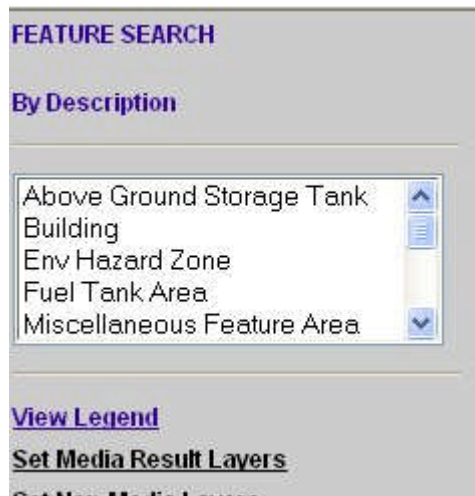 FEATURE SEARCH
By Description
Above Ground Storage Tank
Building
Env Hazard Zone
Fuel Tank Area
Miscellaneous Feature Area
View Legend
Set Media Result Layers